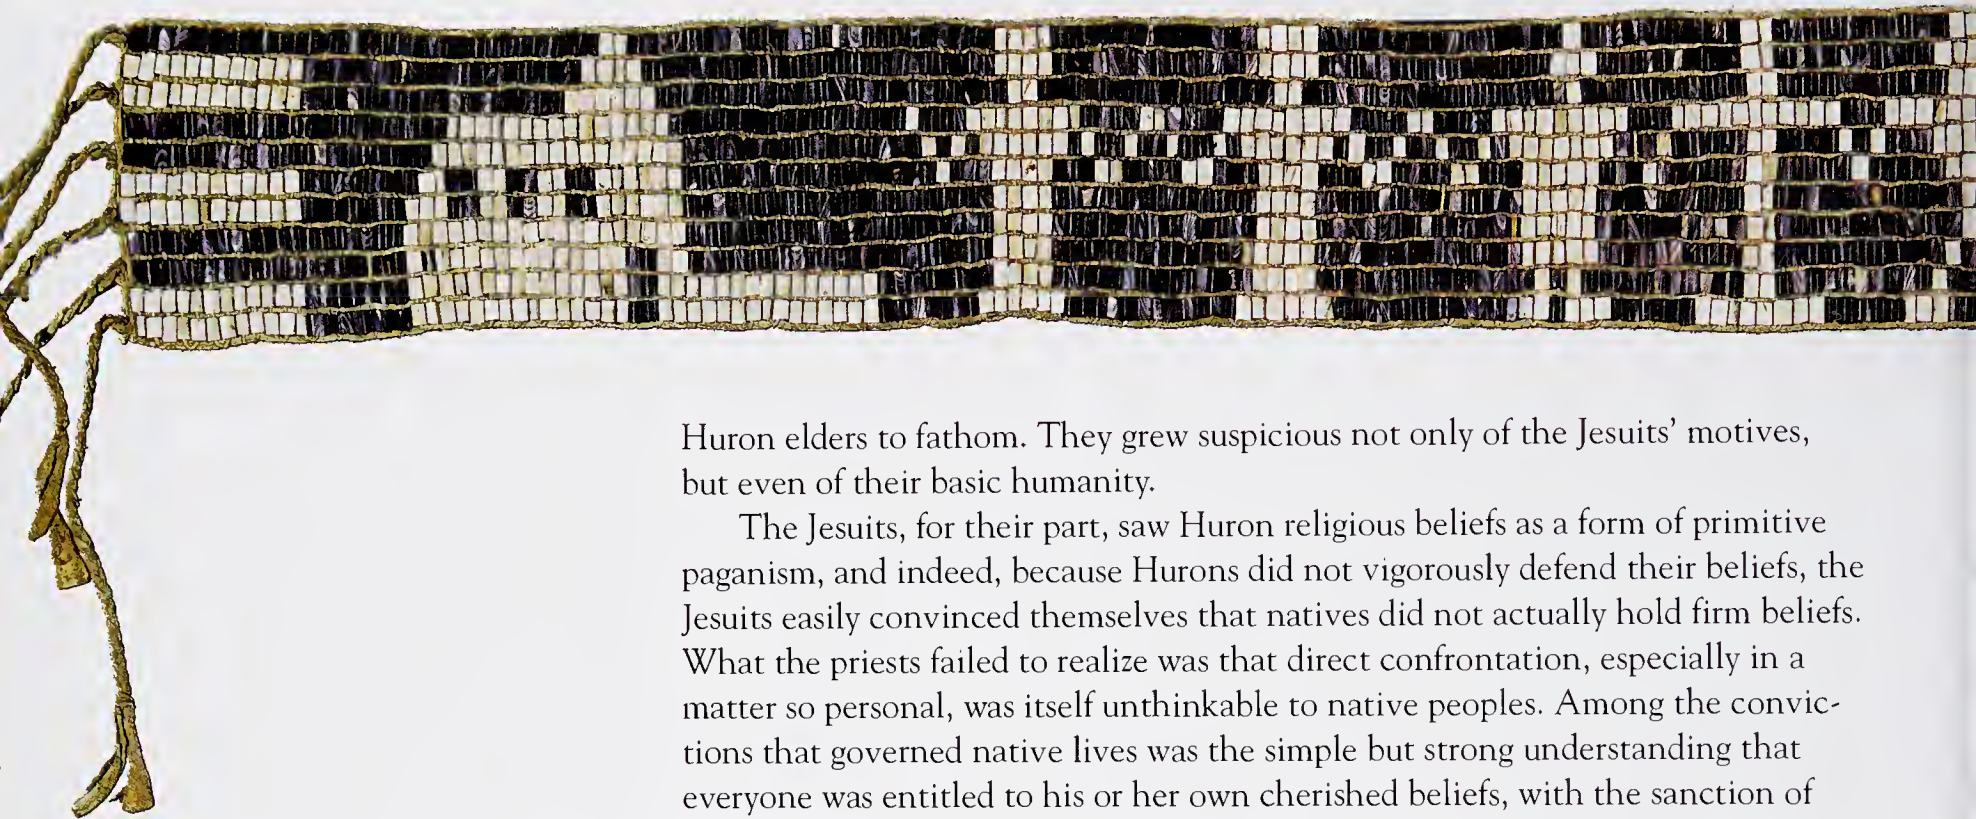 Huron elders to fathom. They grew suspicious not only of the Jesuits’ motives,
but even of their basic humanity.
The Jesuits, for their part, saw Huron religious beliefs as a form of primitive
paganism, and indeed, because Hurons did not vigorously defend their beliefs, the
Jesuits easily convinced themselves that natives did not actually hold firm beliefs.
What the priests failed to realize was that direct confrontation, especially in a
matter so personal, was itself unthinkable to native peoples. Among the convic-
tions that governed native lives was the simple but strong understanding that
everyone was entitled to his or her own cherished beliefs, with the sanction of